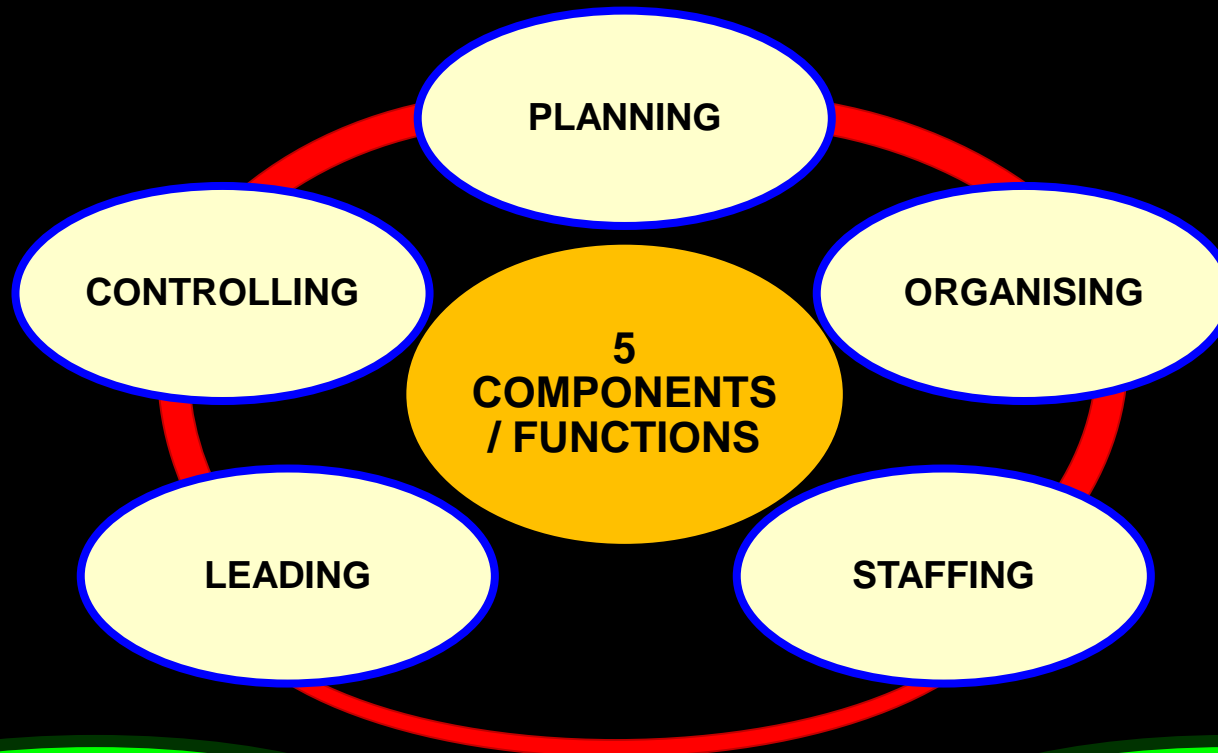 PLANNING
CONTROLLING
ORGANISING
5
COMPONENTS
/ FUNCTIONS
LEADING
STAFFING